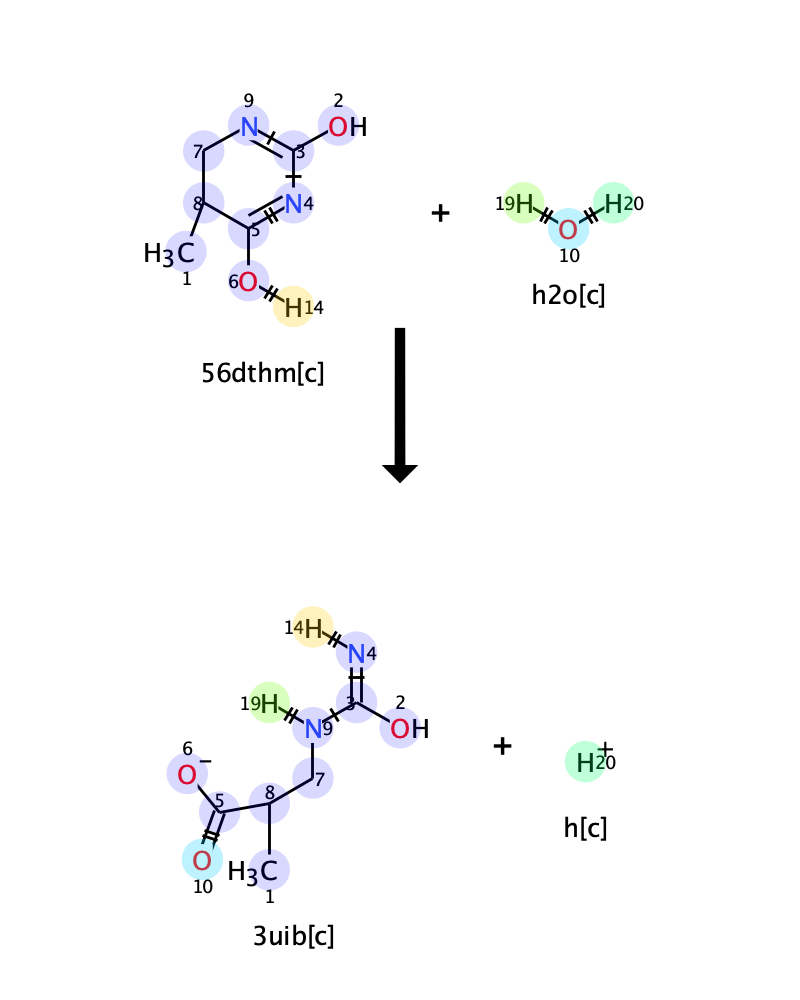 9 2
N OH
7 3
8 N4
5
H3C
1
6O
H14
56dthm[c]
+
19H H20
O
10
h2o[c]
14H
N4
19H 3 2
N9 OH
6
O−
5 8 7
O
10
H3C
1
3uib[c]
+
H+
20
h[c]